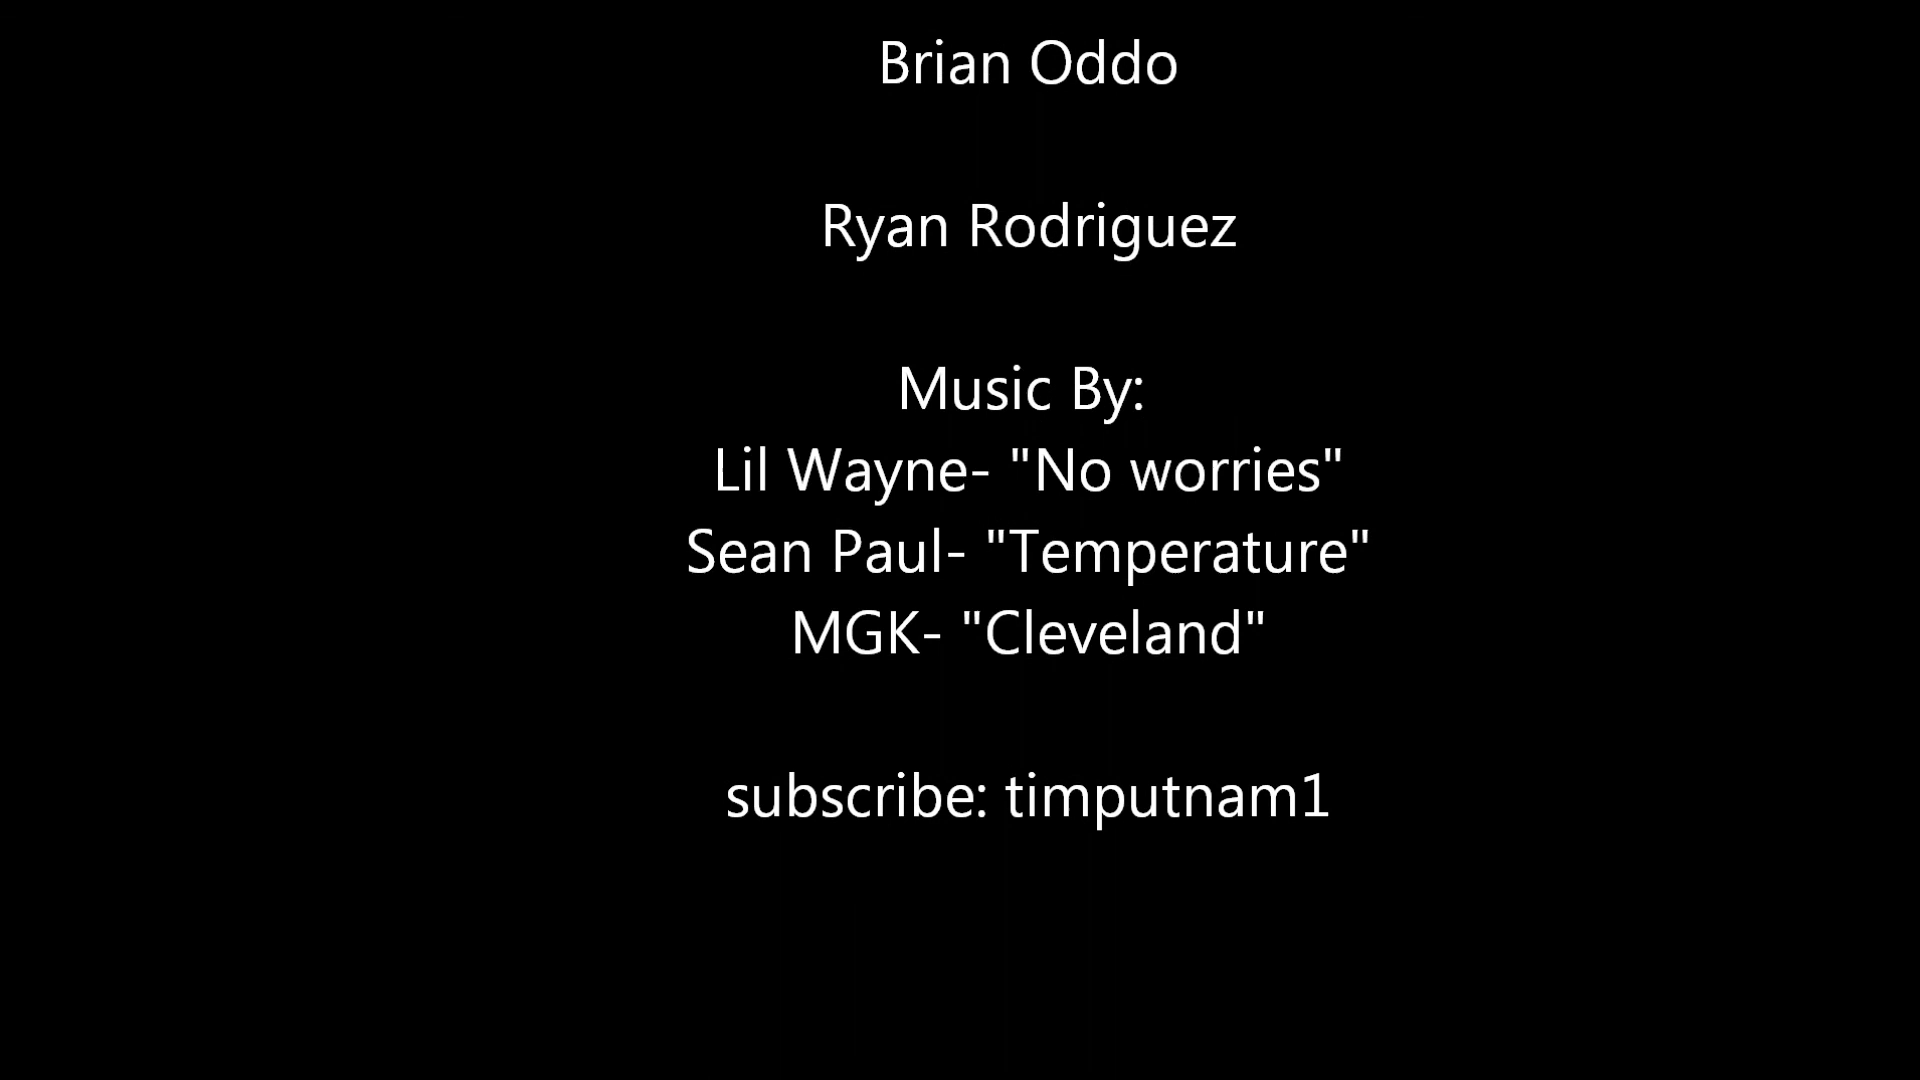 Brian Oddo
Ryan Rodriguez
Music By:
Lil Wayne- "No worries"
Sean Paul- "Temperature"
MGK- "Cleveland"
subscribe: timputnam1